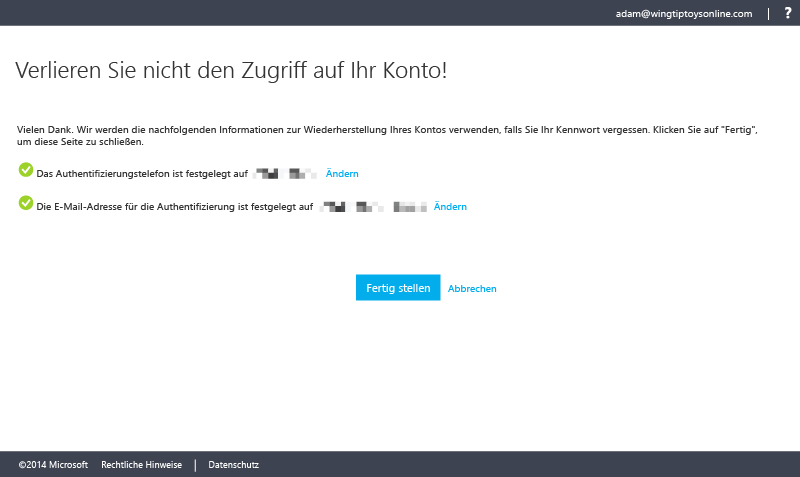 adam@wingtiptoysonline.com | ?
Verlieren Sie nicht den Zugriff auf Ihr Konto!
Vielen Dank. Wir werden die nachfolgenden Informationen zur Wiederherstellung Ihres Kontos verwenden, falls Sie Ihr Kennwort vergessen. Klicken Sie auf "Fertig",
um diese Seite zu schließen.
Das Authentifizierungstelefon ist festgelegt auf Ändern
Die E-Mail-Adresse für die Authentifizierung ist festgelegt auf Ändern
Fertig stellen Abbrechen
©2014 Microsoft Rechtliche Hinweise | Datenschutz